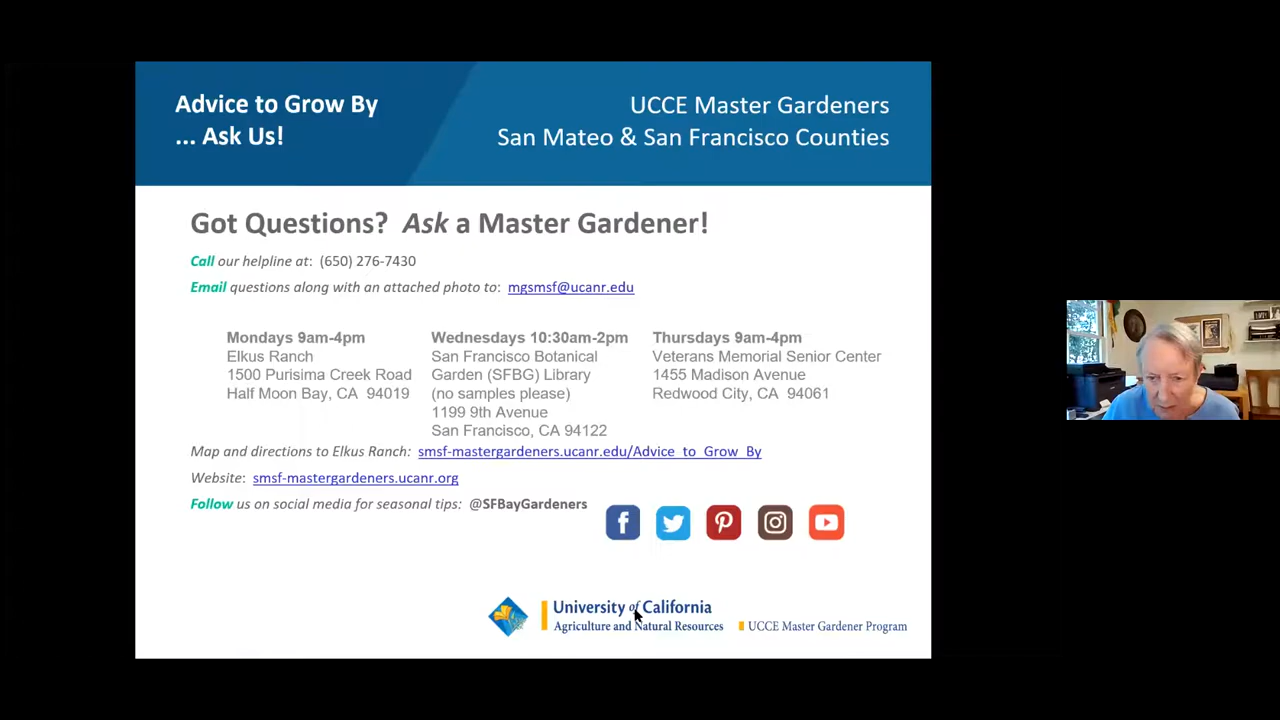 Advice to Grow By
... Ask Us!
UCCE Master Gardeners
San Mateo & San Francisco Counties
Got Questions? Ask a Master Gardener!
Call our helpline at: (650) 276-7430
Email questions along with an attached photo to: mgsmsf@ucanr.edu
Mondays 9am-4pm
Elkus Ranch
1500 Purisima Creek Road
Half Moon Bay, CA 94019
Wednesdays 10:30am-2pm
San Francisco Botanical
Garden (SFBG) Library
(no samples please)
1199 9th Avenue
San Francisco, CA 94122
Thursdays 9am-4pm
Veterans Memorial Senior Center
1455 Madison Avenue
Redwood City, CA 94061
Map and directions to Elkus Ranch: smsf-mastergardeners.ucanr.edu/Advice_to_Grow_By
Website: smsf-mastergardeners.ucanr.org
Follow us on social media for seasonal tips: @SFBayGardeners
University of California
Agriculture and Natural Resources
UCCE Master Gardener Program